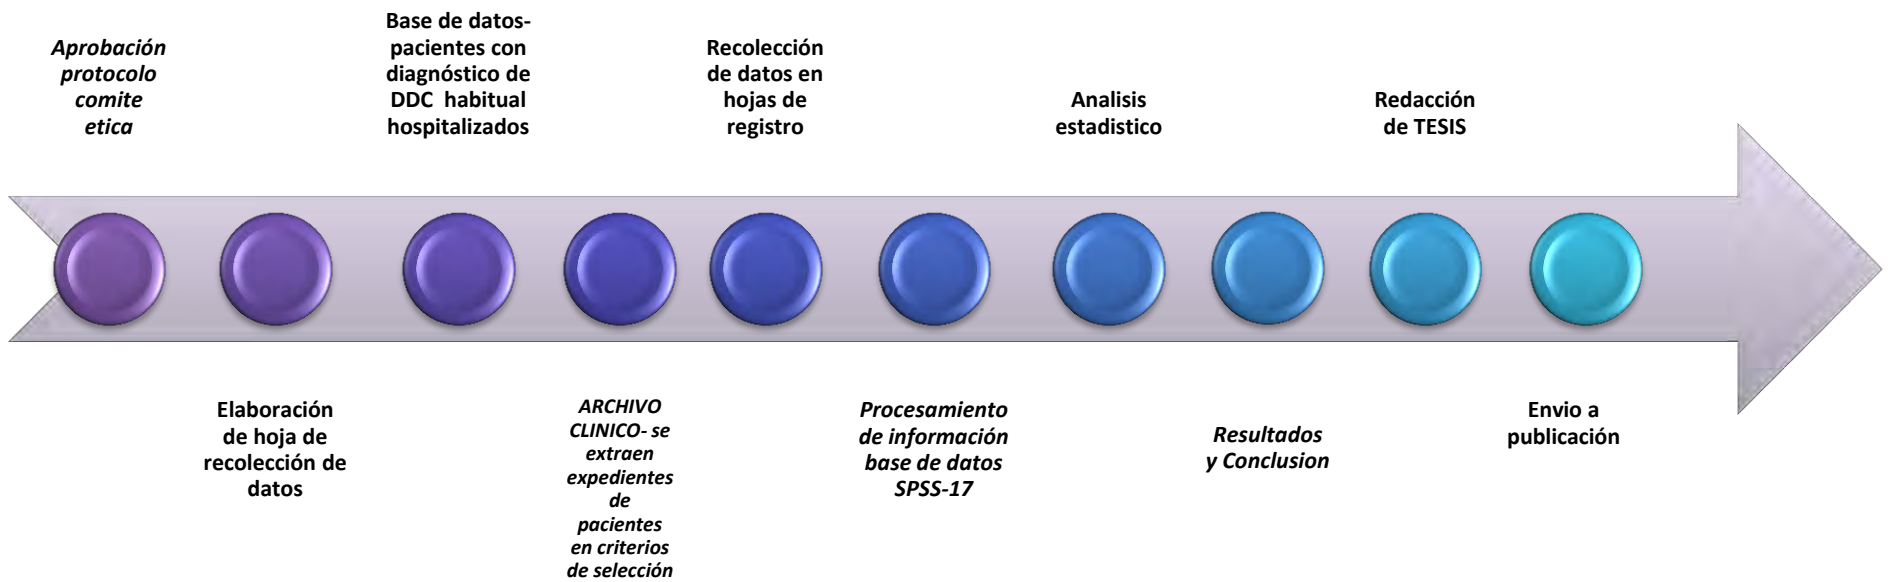 Aprobación
protocolo
comite
etica
Elaboración
de hoja de
recolección de
datos
Base de datos-
pacientes con
diagnóstico de
DDC habitual
hospitalizados
ARCHIVO
CLINICO- se
extraen
expedientes
de
pacientes
en criterios
de selección
Recolección
de datos en
hojas de
registro
Procesamiento
de información
base de datos
SPSS-17
Analisis
estadistico
Resultados
y Conclusion
Redacción
de TESIS
Envio a
publicación